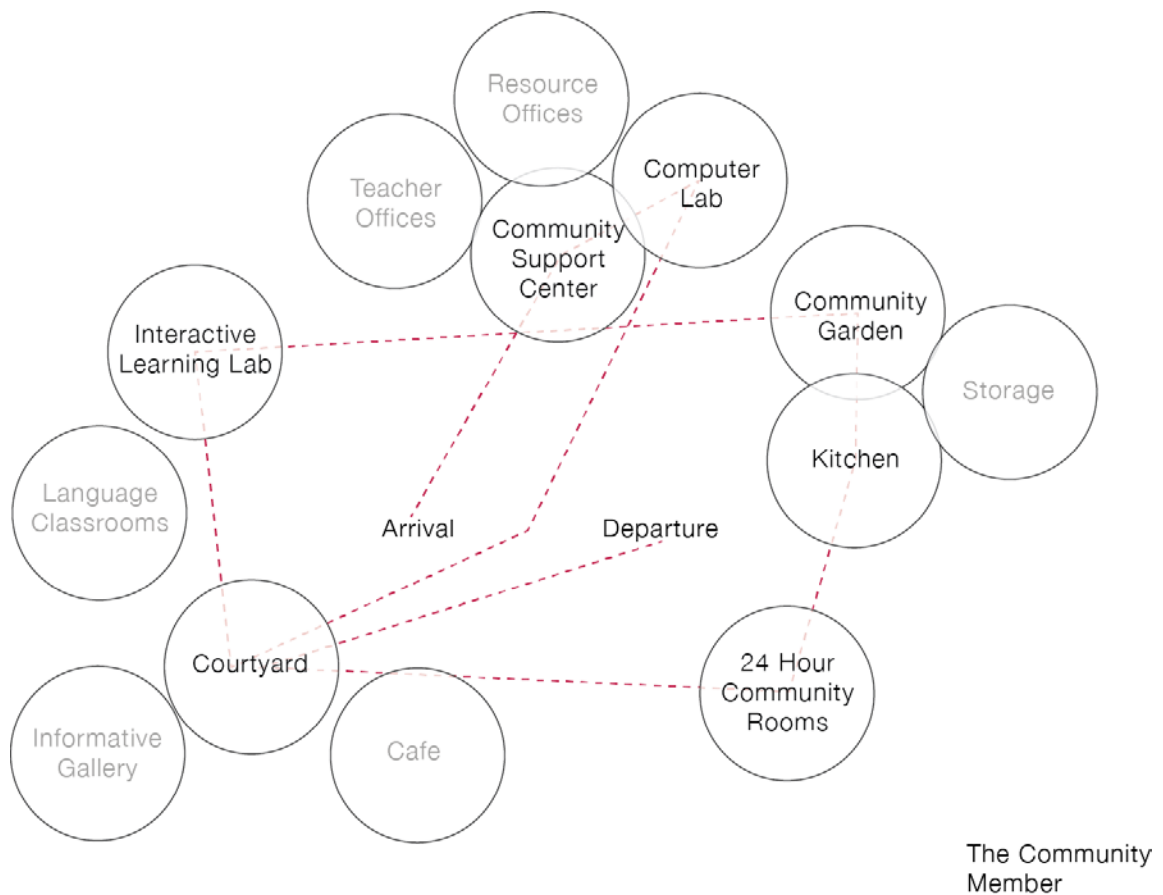 Resource
Offices
Computer
Lab
Teacher
Offices
Community
Support
Center
Community
Garden
Interactive
Learning Lab
Storage
Kitchen
Language
Classrooms
Arrival
Departure
Courtyard
24 Hour
Community
Rooms
Informative
Gallery
Cafe
The Community
Member